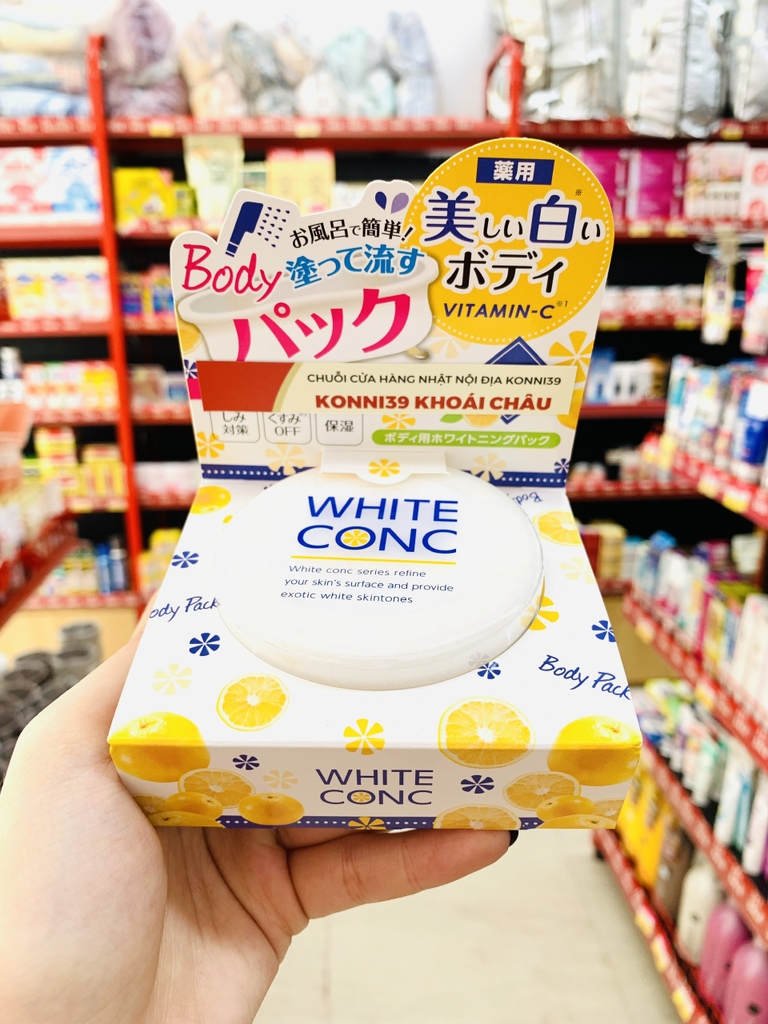 薬用
美しい白い※
ボディ
VITAMIN-C※1
お風呂で簡単!
Body 塗って流す
パック
CHUỖI CỬA HÀNG NHẬT NỘI ĐỊA KONNI39
KONNI39 KHOÁI CHÂU
しみ
対策
くすみ
OFF
保湿
ボディ用ホワイトニングパック
WHITE
CONC
White conc series refine
your skin's surface and provide
exotic white skintones
ody Pack
Body Pack
WHITE
CONC